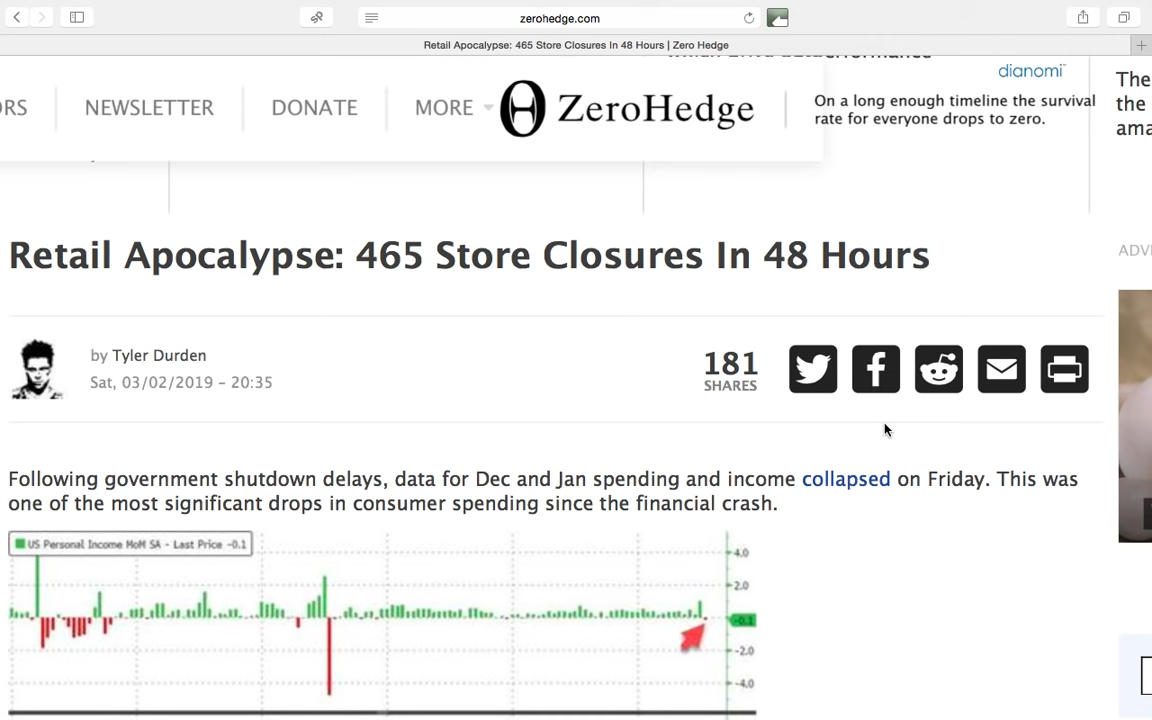 zerohedge.com
Retail Apocalypse: 465 Store Closures In 48 Hours | Zero Hedge
dianomi
ORS
NEWSLETTER
DONATE
MORE
ZeroHedge
On a long enough timeline the survival
rate for everyone drops to zero.
The
the
ama
Retail Apocalypse: 465 Store Closures In 48 Hours
ADV
by Tyler Durden
Sat, 03/02/2019 - 20:35
181
SHARES
Following government shutdown delays, data for Dec and Jan spending and income collapsed on Friday. This was
one of the most significant drops in consumer spending since the financial crash.
US Personal Income MoM SA - Last Price -0.1
4.0
2.0
-0.1
-2.0
-4.0